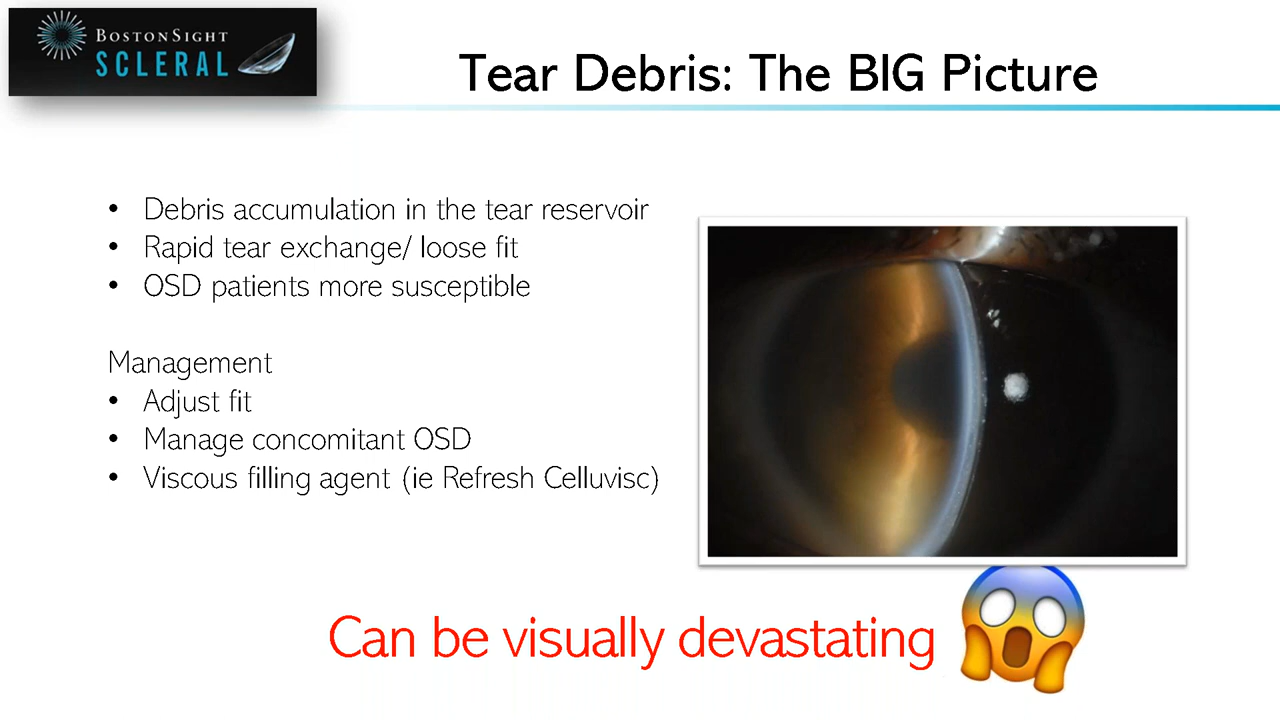 BOSTONSIGHT
SCLERAL
Tear Debris: The BIG Picture
• Debris accumulation in the tear reservoir
• Rapid tear exchange/ loose fit
• OSD patients more susceptible
Management
• Adjust fit
• Manage concomitant OSD
• Viscous filling agent (ie Refresh Celluvisc)
Can be visually devastating